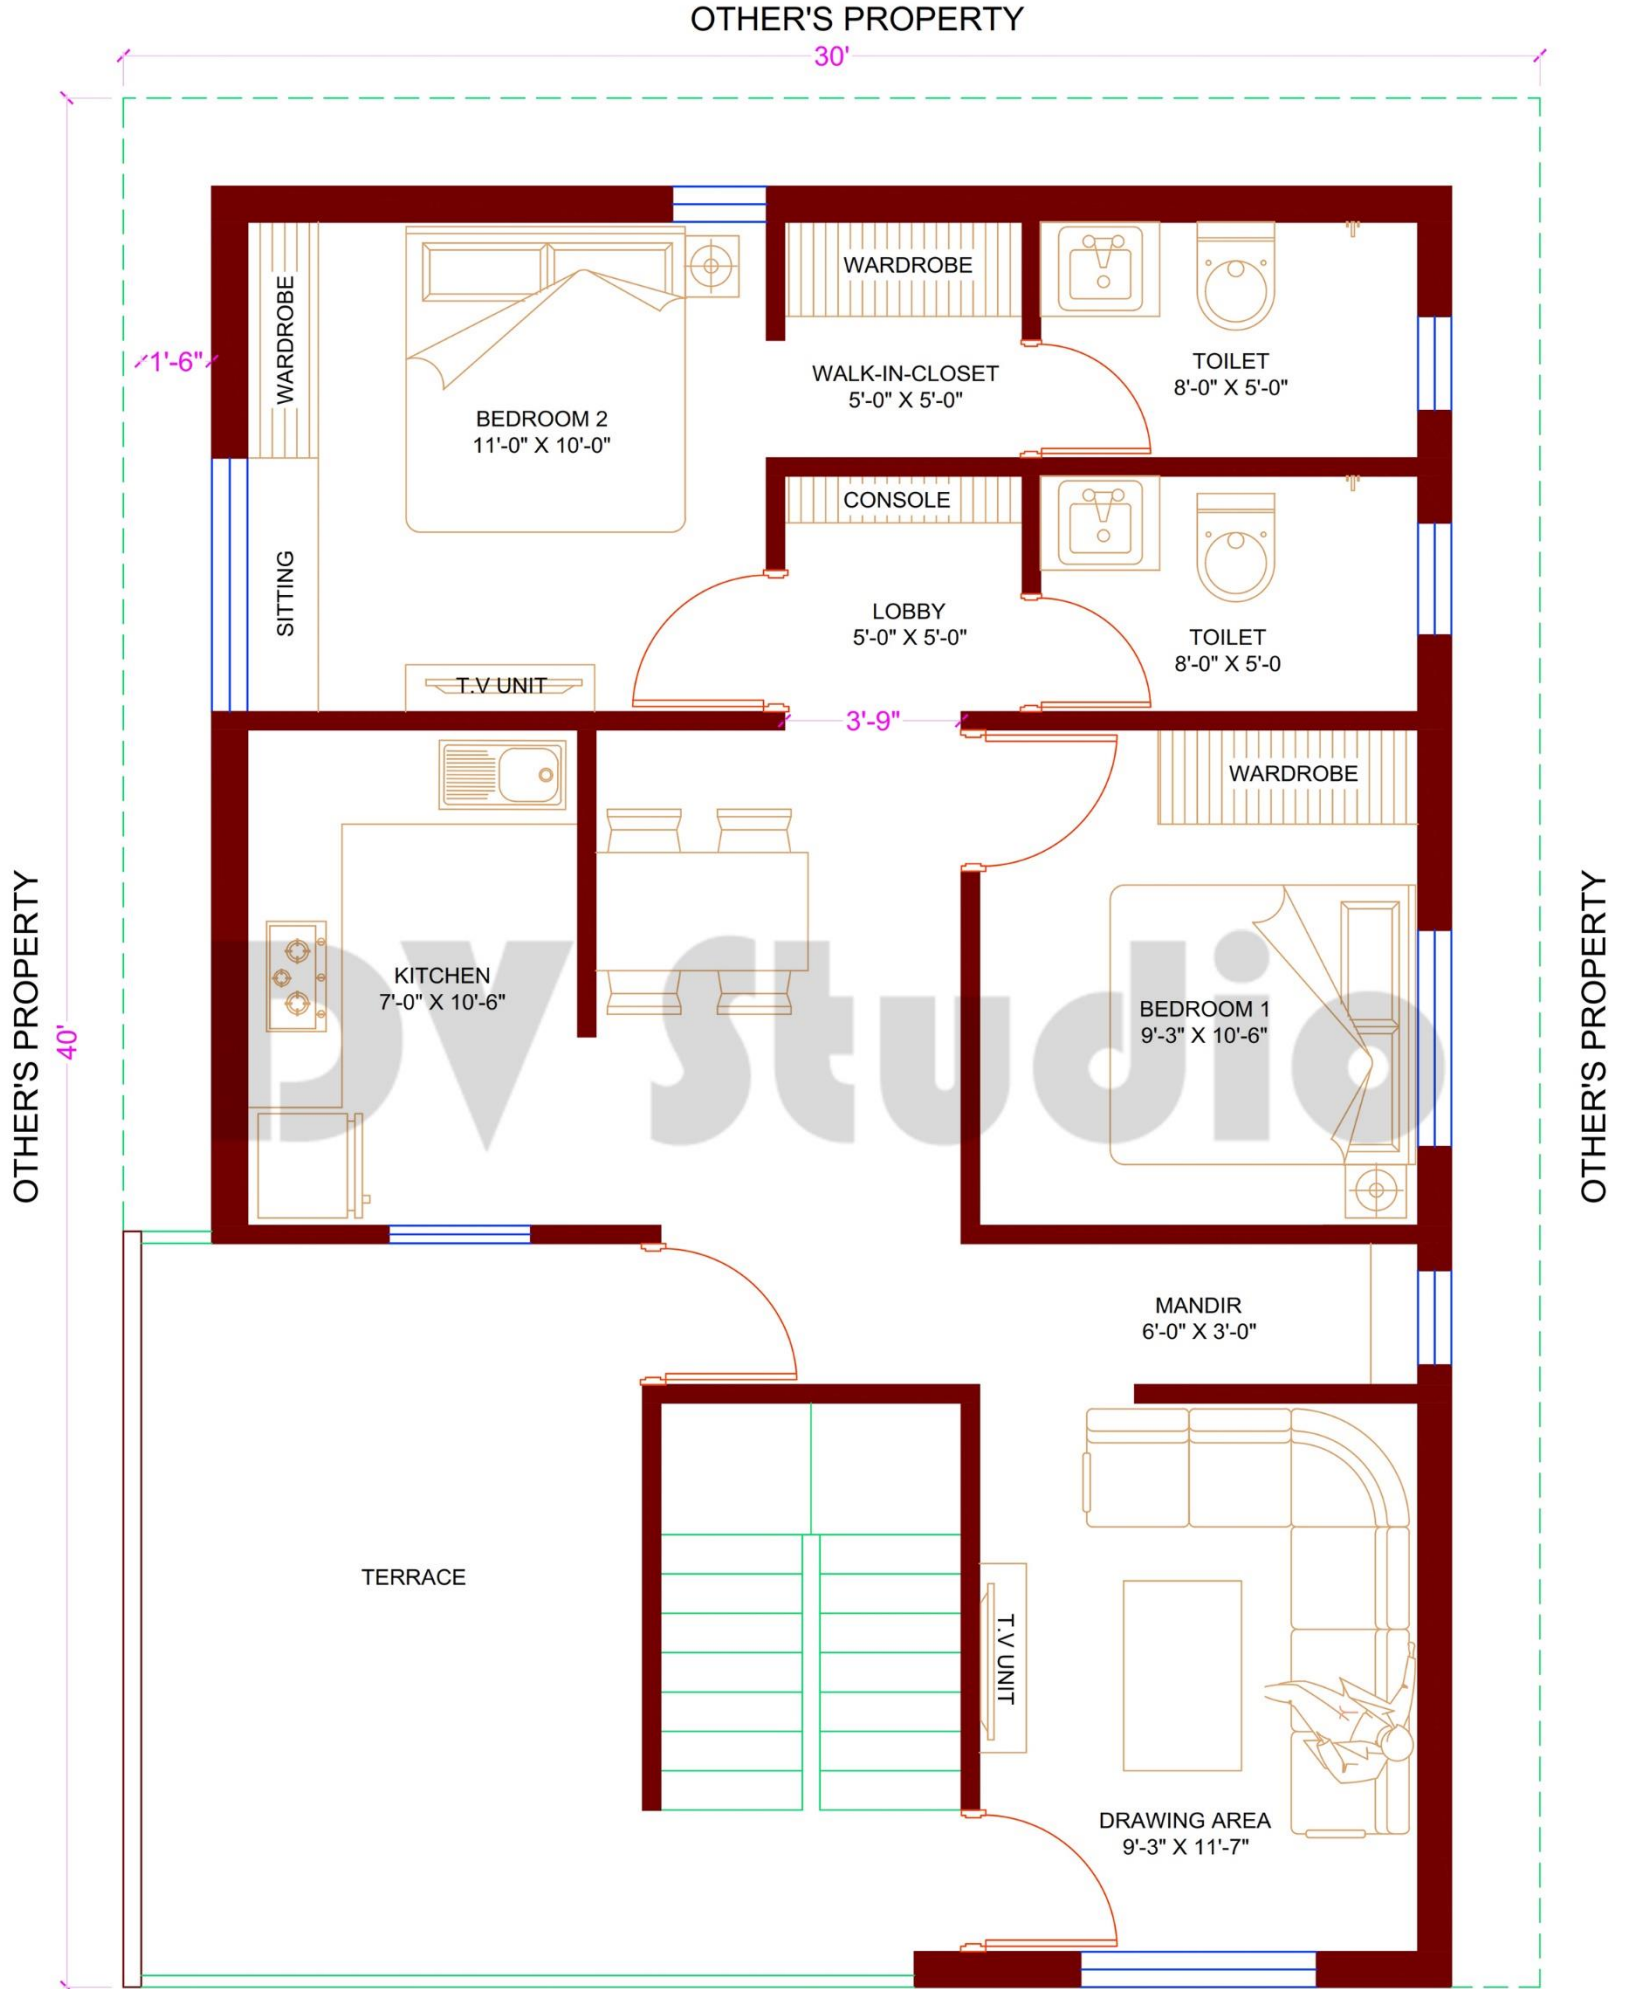 OTHER'S PROPERTY
30'
WARDROBE
WARDROBE
1'-6"
TOILET
8'-0" X 5'-0"
WALK-IN-CLOSET
5'-0" X 5'-0"
BEDROOM 2
11'-0" X 10'-0"
CONSOLE
SITTING
LOBBY
5'-0" X 5'-0"
TOILET
8'-0" X 5'-0
T.V UNIT
3'-9"
WARDROBE
OTHER'S PROPERTY
40'
KITCHEN
7'-0" X 10'-6"
DV Studio
BEDROOM 1
9'-3" X 10'-6"
OTHER'S PROPERTY
MANDIR
6'-0" X 3'-0"
TERRACE
T.V UNIT
DRAWING AREA
9'-3" X 11'-7"